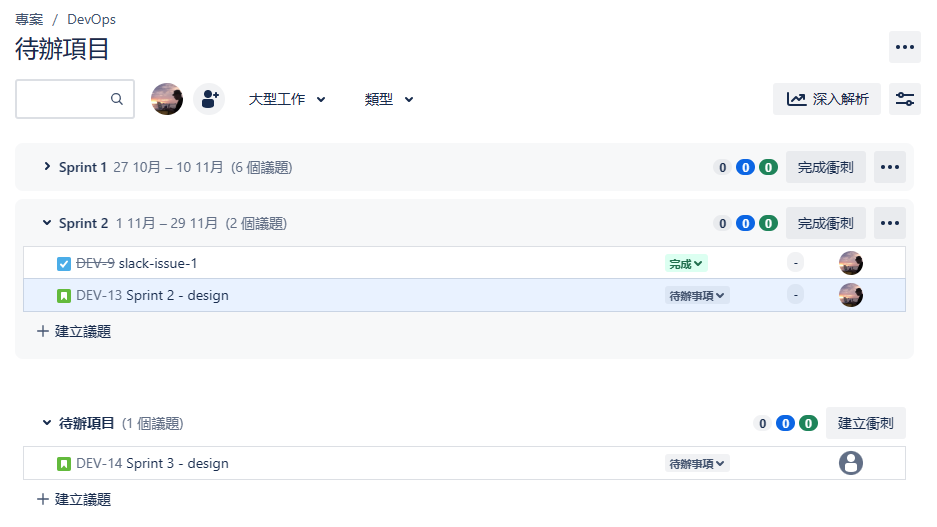 專案 / DevOps
待辦項目
大型工作 類型 深入解析
Sprint 1 27 10月 – 10 11月 (6 個議題) 0 0 0 完成衝刺
Sprint 2 1 11月 – 29 11月 (2 個議題) 0 0 0 完成衝刺
DEV-9 slack-issue-1 完成 -
DEV-13 Sprint 2 - design 待辦事項 -
+ 建立議題
待辦項目 (1 個議題) 0 0 0 建立衝刺
DEV-14 Sprint 3 - design 待辦事項
+ 建立議題